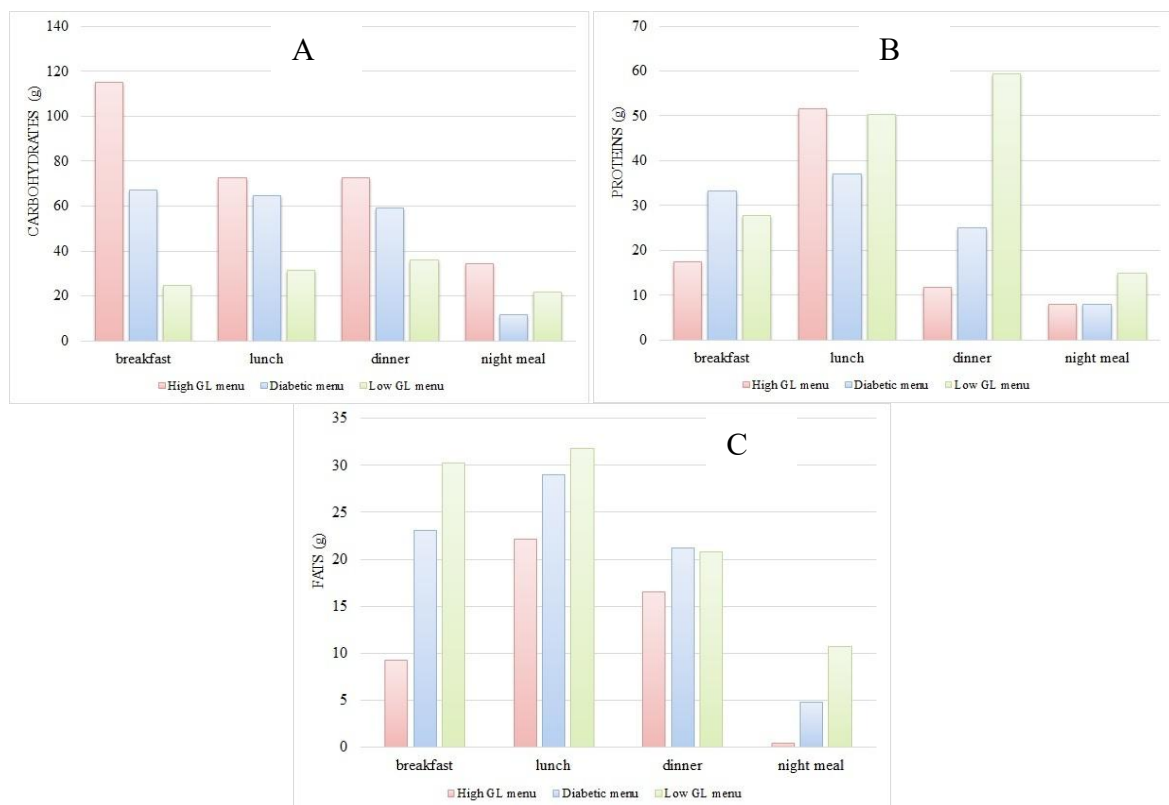 A
CARBOHYDRATES (g)
140
120
100
80
60
40
20
0
breakfast lunch dinner night meal
High GL menu Diabetic menu Low GL menu
B
PROTEINS (g)
70
60
50
40
30
20
10
0
breakfast lunch dinner night meal
High GL menu Diabetic menu Low GL menu
C
FATS (g)
35
30
25
20
15
10
5
0
breakfast lunch dinner night meal
High GL menu Diabetic menu Low GL menu